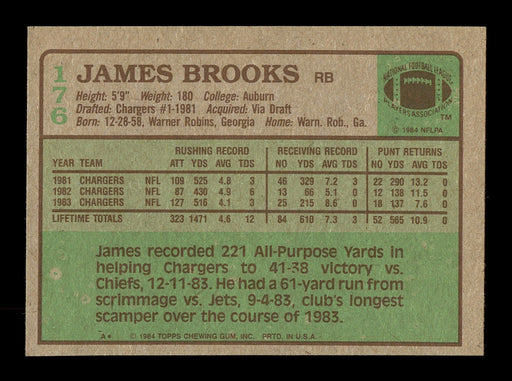 176
JAMES BROOKS RB
Height: 5'9" Weight: 180 College: Auburn
Drafted: Chargers #1-1981 Acquired: Via Draft
Born: 12-28-58, Warner Robins, Georgia Home: Warn. Rob., Ga.
NATIONAL FOOTBALL LEAGUE
PLAYERS ASSOCIATION
TM
© 1984 NFLPA
RUSHING RECORD RECEIVING RECORD PUNT RETURNS
YEAR TEAM ATT YDS AVG TDS NO YDS AVG TDS NO YDS AVG TDS
1981 CHARGERS NFL 109 525 4.8 3 46 329 7.2 3 22 290 13.2 0
1982 CHARGERS NFL 87 430 4.9 6 13 66 5.1 0 12 138 11.5 0
1983 CHARGERS NFL 127 516 4.1 3 25 215 8.6 0 18 137 7.6 0
LIFETIME TOTALS 323 1471 4.6 12 84 610 7.3 3 52 565 10.9 0
James recorded 221 All-Purpose Yards in
helping Chargers to 41-38 victory vs.
Chiefs, 12-11-83. He had a 61-yard run from
scrimmage vs. Jets, 9-4-83, club's longest
scamper over the course of 1983.
A* © 1984 TOPPS CHEWING GUM, INC. PRTD. IN U.S.A.